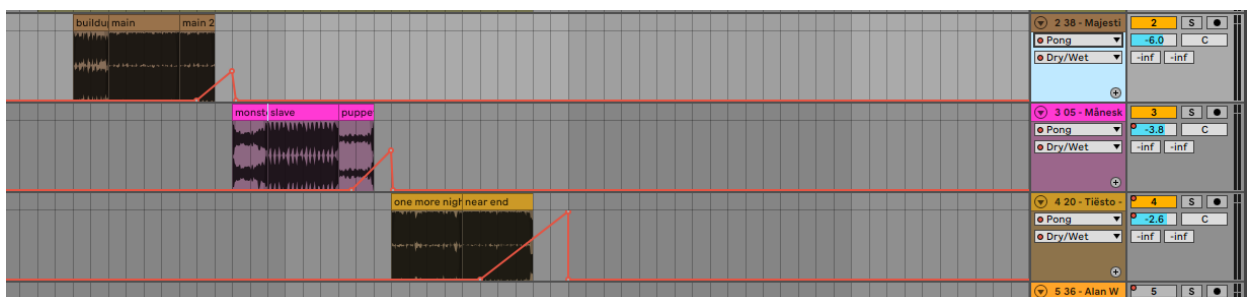 buildu main main 2
2 38 - Majesti 2 S
Pong -6.0 C
Dry/Wet -inf -inf
monst slave puppe
3 05 - Månesk 3 S
Pong -3.8 C
Dry/Wet -inf -inf
one more nigh near end
4 20 - Tiësto - 4 S
Pong -2.6 C
Dry/Wet -inf -inf
5 36 - Alan W 5 S